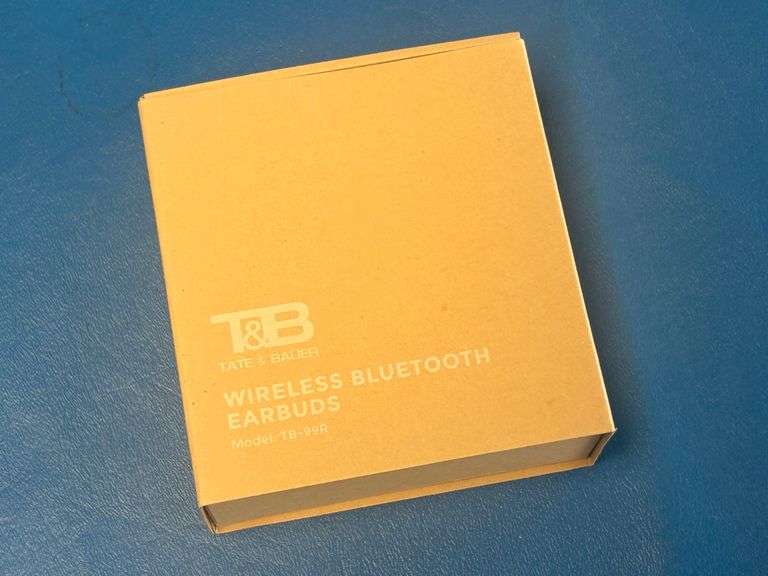 T&B
TATE & BAUER
WIRELESS BLUETOOTH
EARBUDS
Model: TB-99R